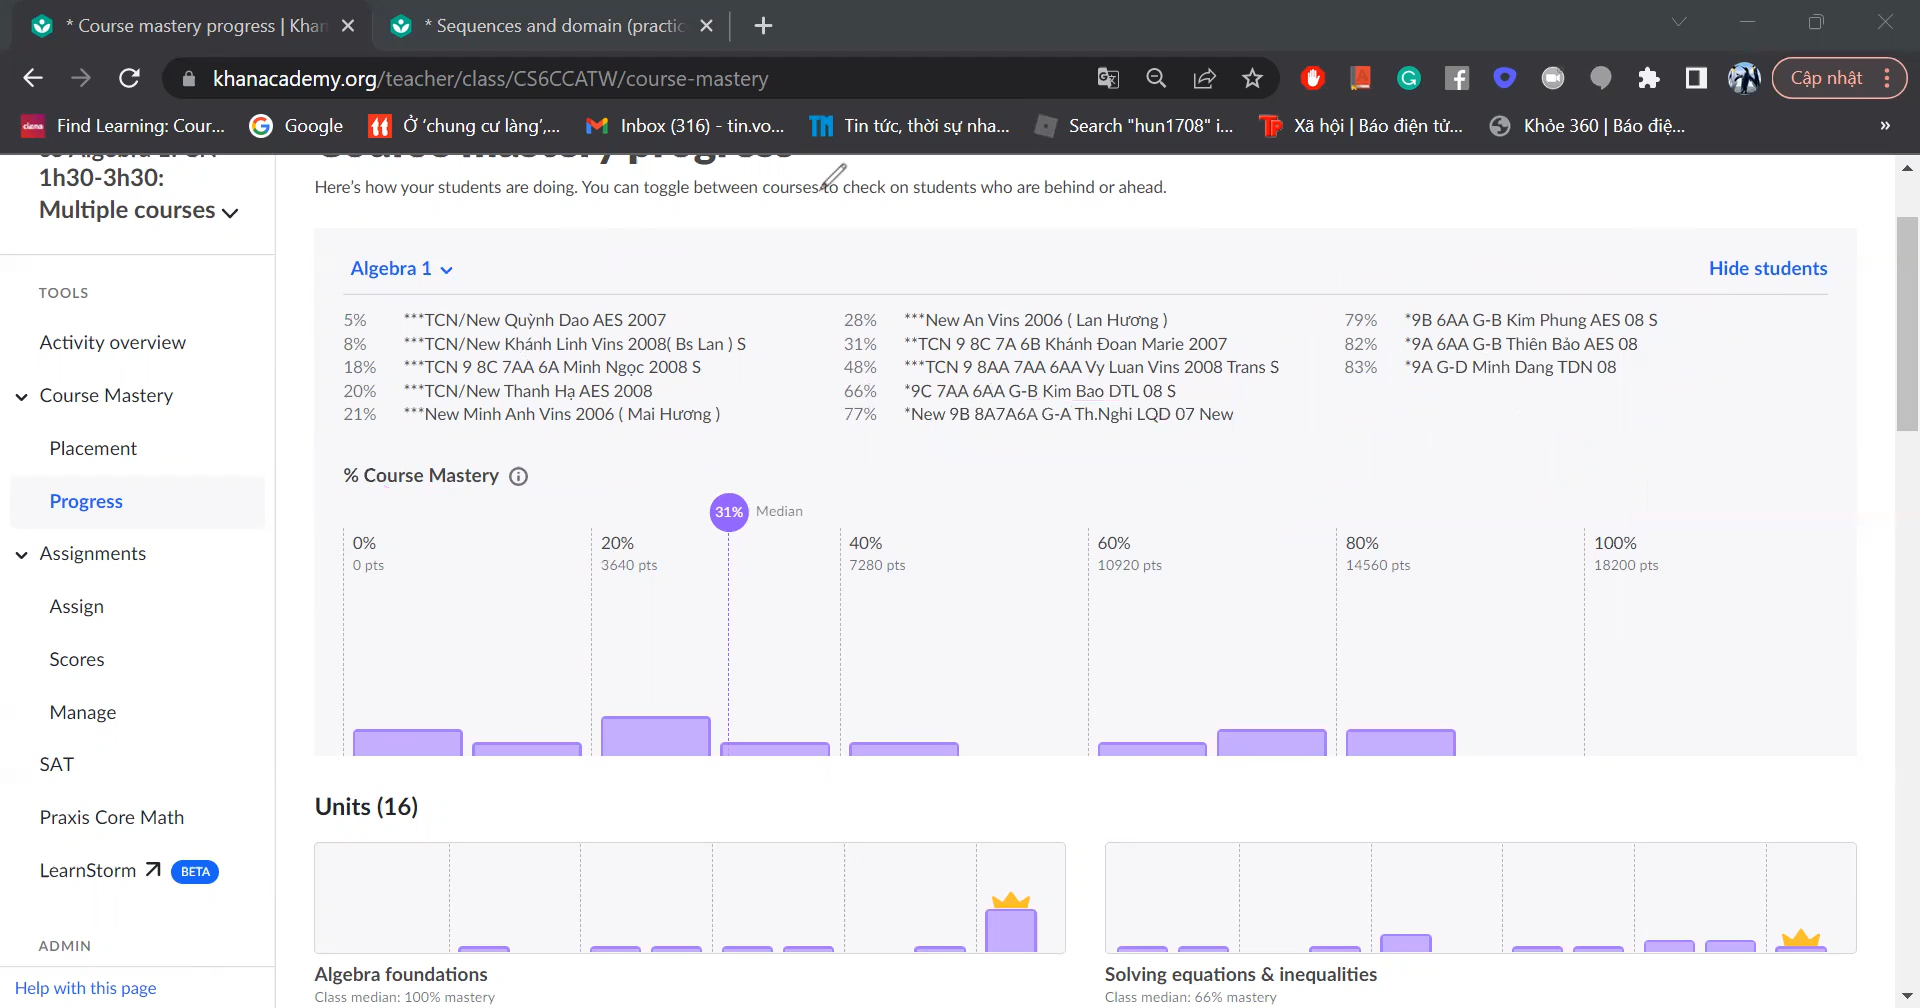 * Course mastery progress | Khan
* Sequences and domain (practic
khanacademy.org/teacher/class/CS6CCATW/course-mastery
Cập nhật
Find Learning: Cour...
Google
Ở 'chung cư làng',...
Inbox (316) - tin.vo...
Tin tức, thời sự nha...
Search "hun1708" i...
Xã hội | Báo điện tử...
Khỏe 360 | Báo điệ...
»
1h30-3h30:
Multiple courses
TOOLS
Activity overview
Course Mastery
Placement
Progress
Assignments
Assign
Scores
Manage
SAT
Praxis Core Math
LearnStorm BETA
ADMIN
Help with this page
Course mastery progress
Here's how your students are doing. You can toggle between courses to check on students who are behind or ahead.
Algebra 1
Hide students
5% ***TCN/New Quỳnh Dao AES 2007
8% ***TCN/New Khánh Linh Vins 2008( Bs Lan ) S
18% ***TCN 9 8C 7AA 6A Minh Ngọc 2008 S
20% ***TCN/New Thanh Hạ AES 2008
21% ***New Minh Anh Vins 2006 ( Mai Hương )
28% ***New An Vins 2006 ( Lan Hương )
31% **TCN 9 8C 7A 6B Khánh Đoan Marie 2007
48% ***TCN 9 8AA 7AA 6AA Vy Luan Vins 2008 Trans S
66% *9C 7AA 6AA G-B Kim Bao DTL 08 S
77% *New 9B 8A7A6A G-A Th.Nghi LQD 07 New
79% *9B 6AA G-B Kim Phung AES 08 S
82% *9A 6AA G-B Thiên Bảo AES 08
83% *9A G-D Minh Dang TDN 08
% Course Mastery
31% Median
0% 20% 40% 60% 80% 100%
0 pts 3640 pts 7280 pts 10920 pts 14560 pts 18200 pts
Units (16)
Algebra foundations
Class median: 100% mastery
Solving equations & inequalities
Class median: 66% mastery